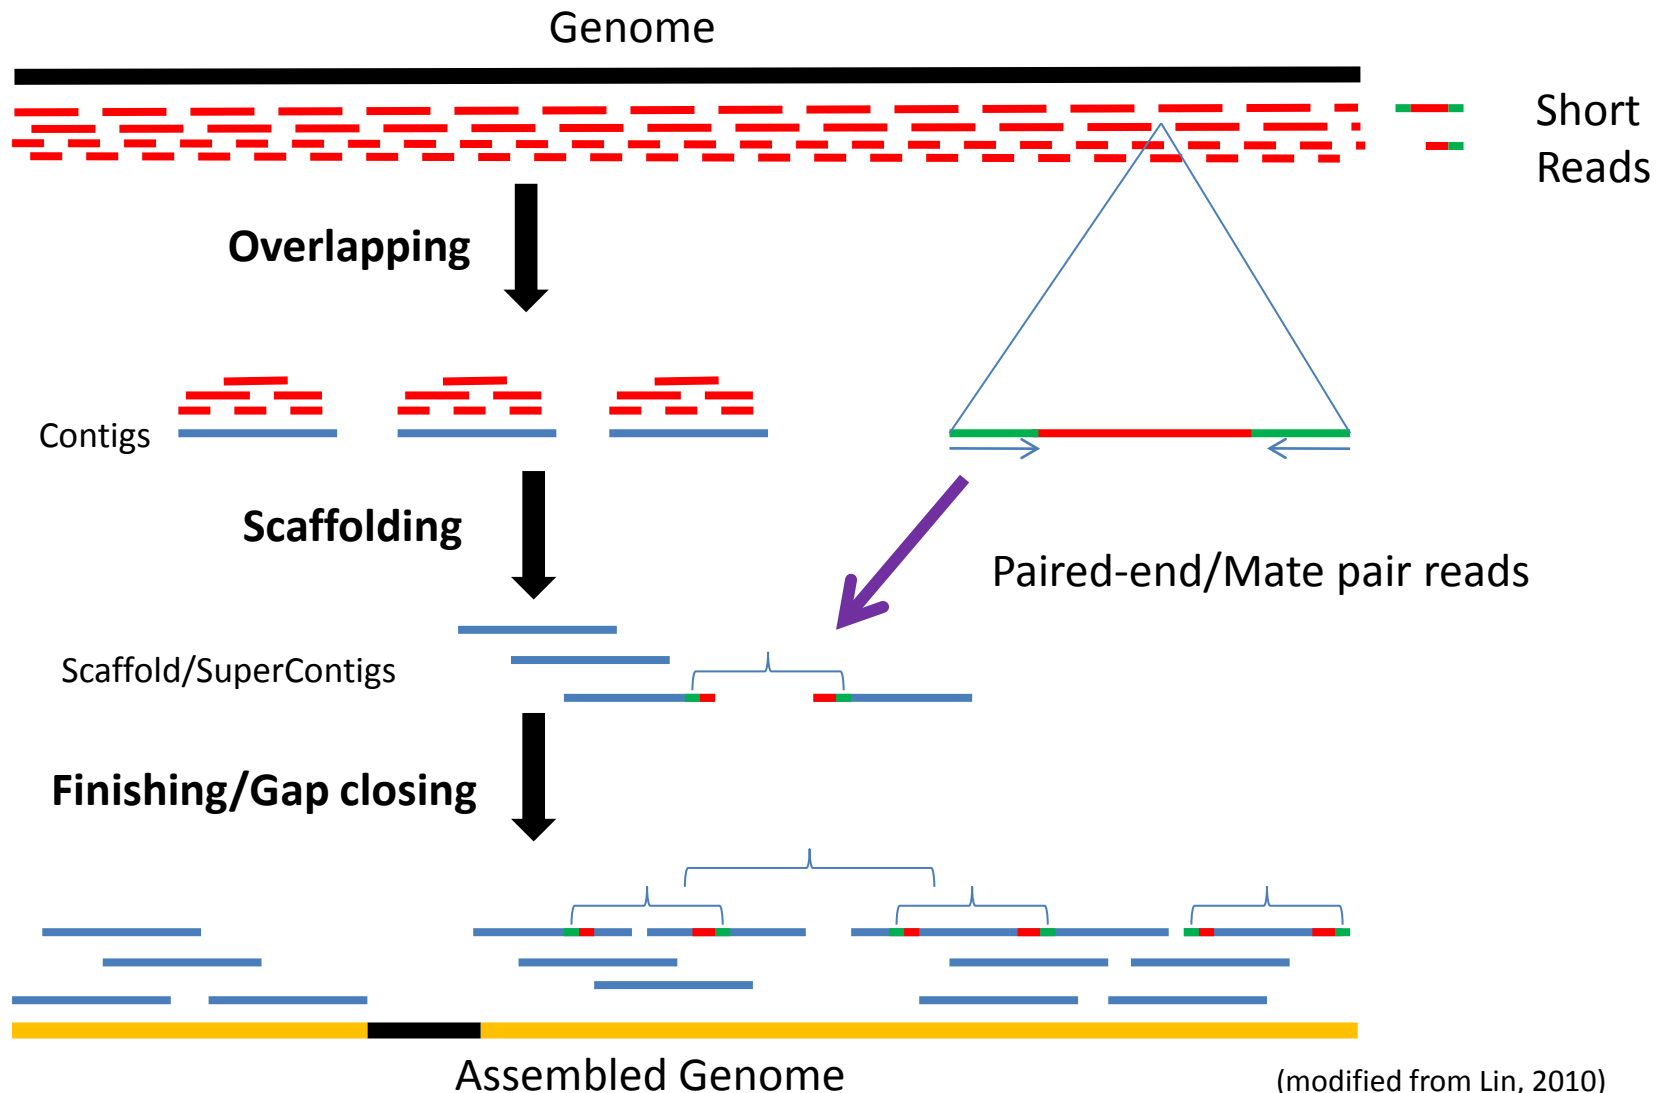 Genome
Short
Reads
Overlapping
Contigs
Scaffolding
Paired-end/Mate pair reads
Scaffold/SuperContigs
Finishing/Gap closing
Assembled Genome
(modified from Lin, 2010)